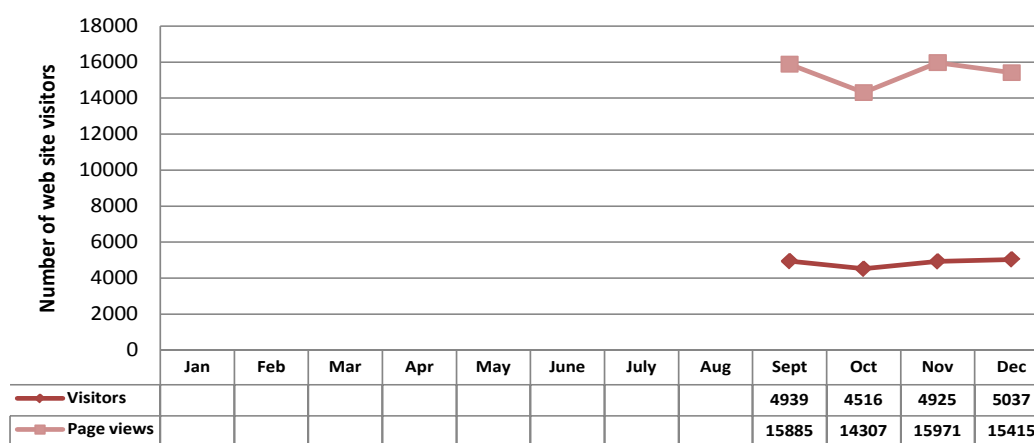 Number of web site visitors
18000
16000
14000
12000
10000
8000
6000
4000
2000
0
Jan Feb Mar Apr May June July Aug Sept Oct Nov Dec
Visitors 4939 4516 4925 5037
Page views 15885 14307 15971 15415